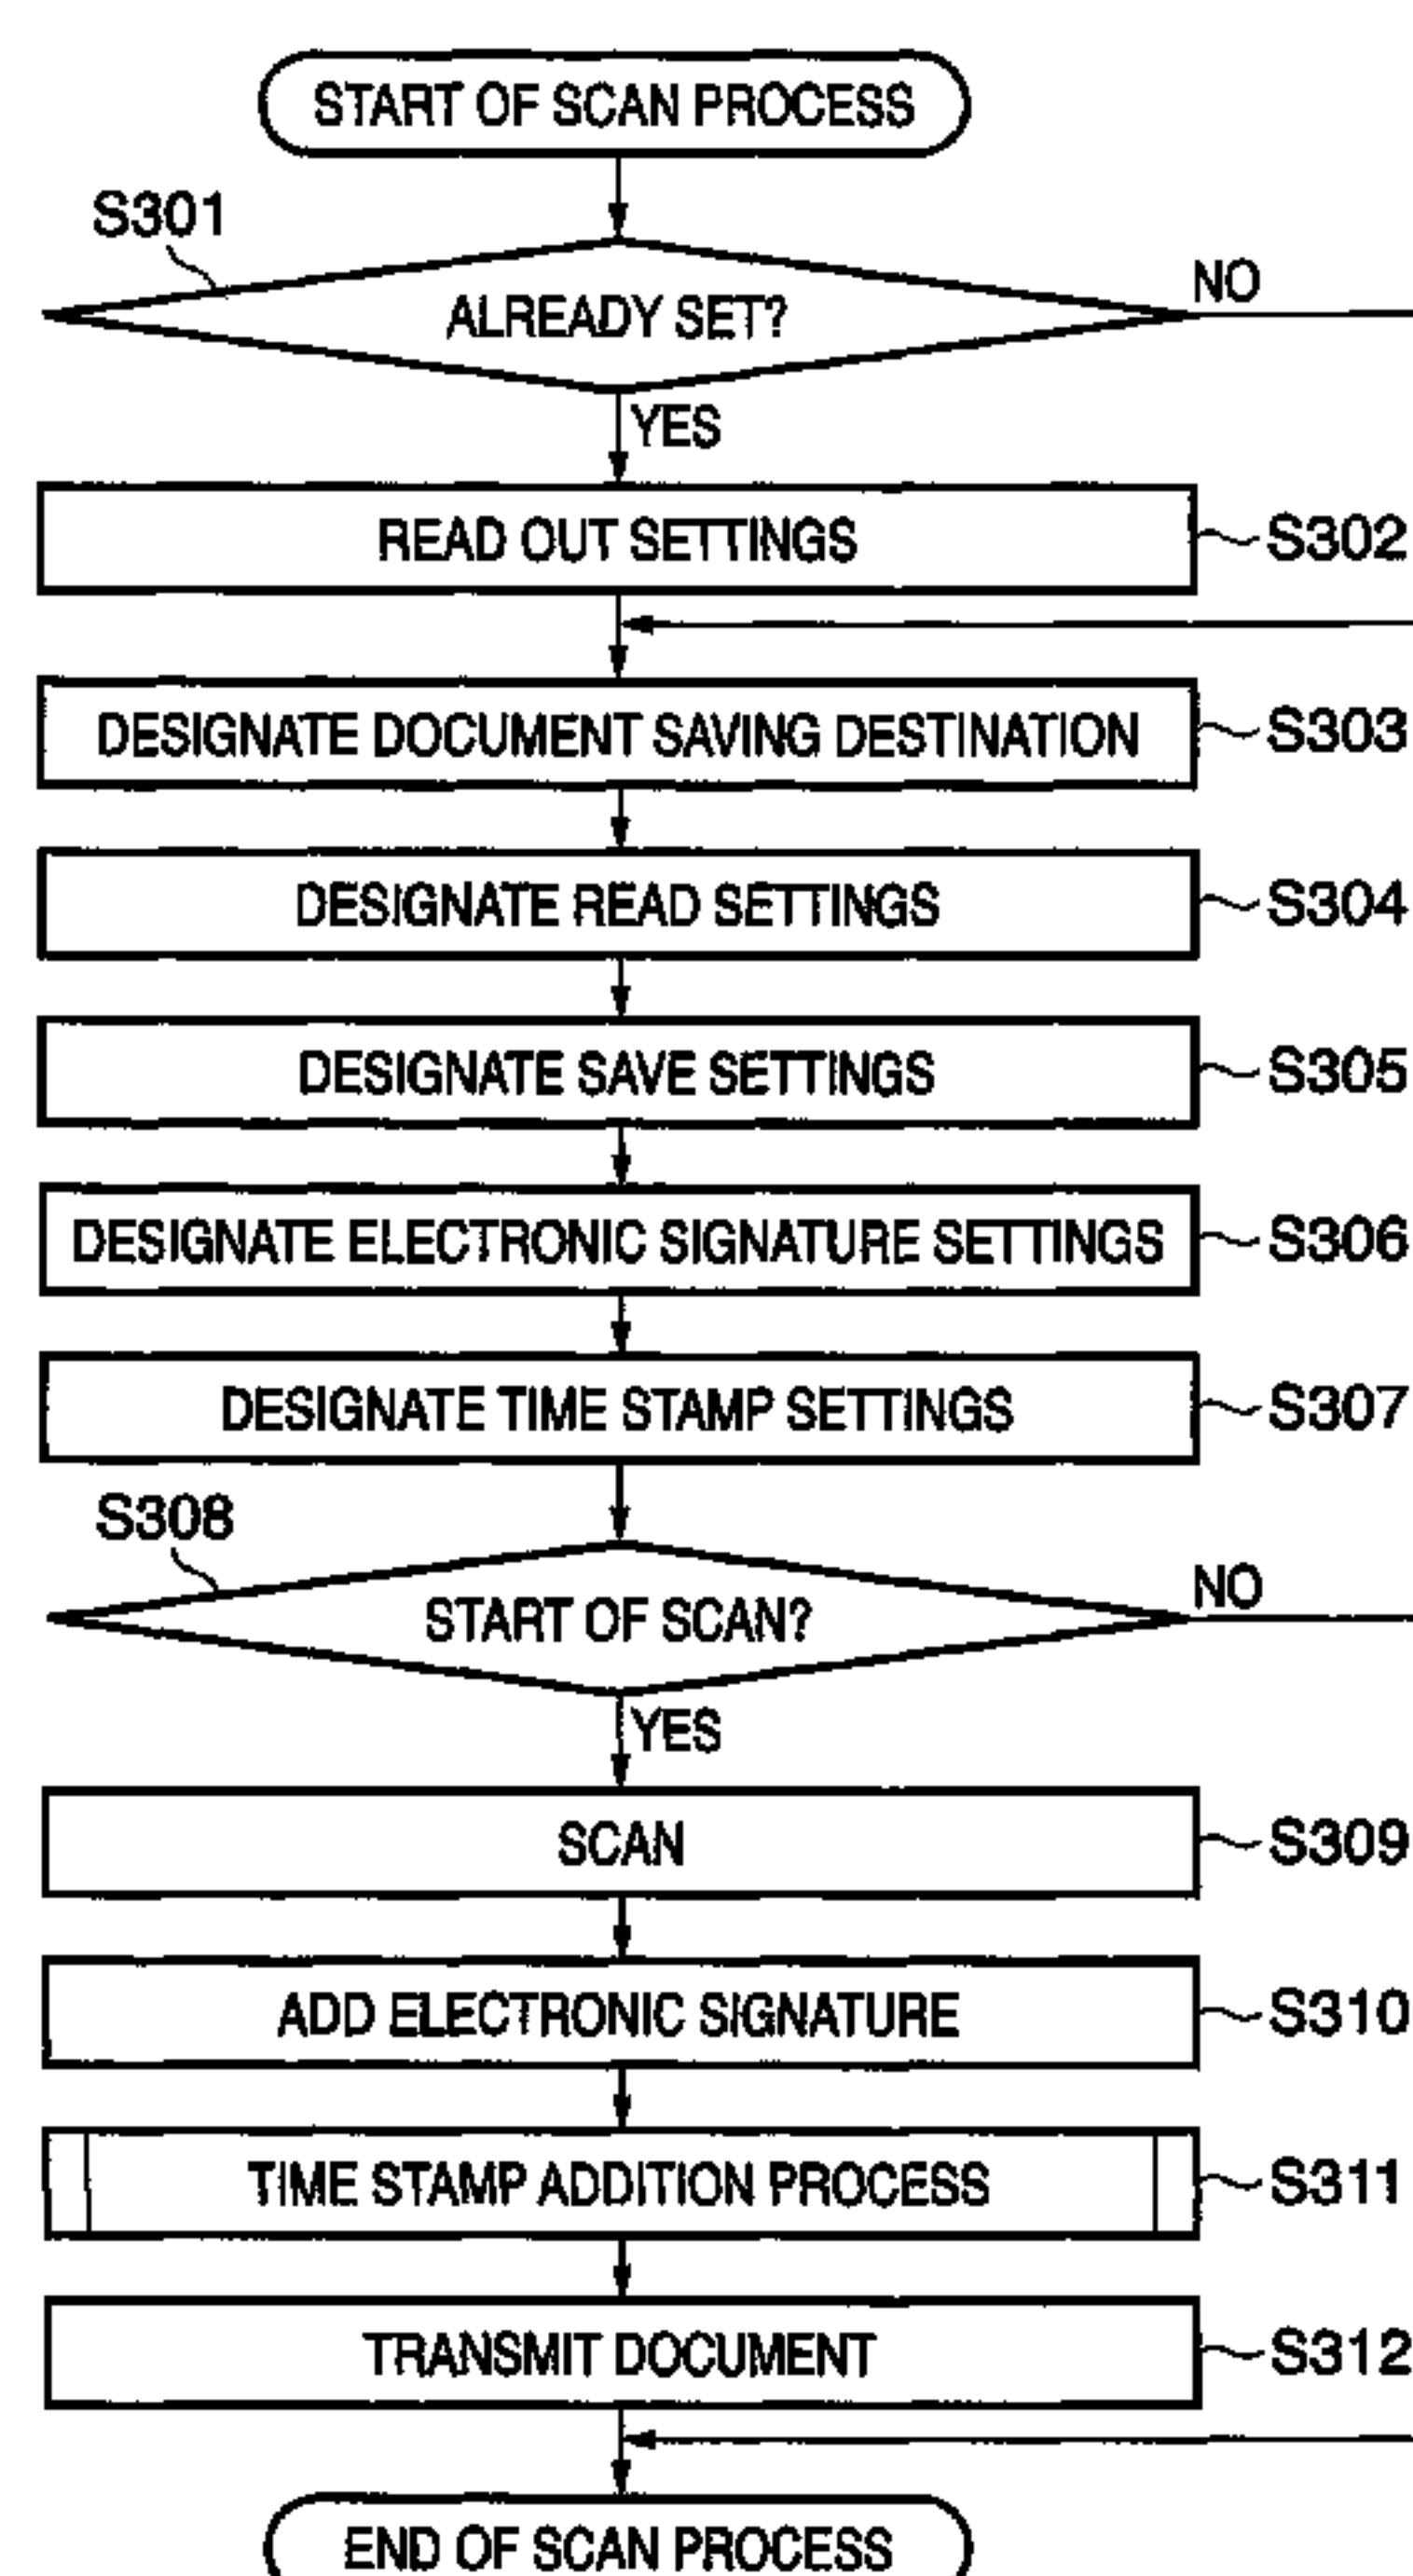 START OF SCAN PROCESS
S301
ALREADY SET?
NO
YES
READ OUT SETTINGS
S302
DESIGNATE DOCUMENT SAVING DESTINATION
S303
DESIGNATE READ SETTINGS
S304
DESIGNATE SAVE SETTINGS
S305
DESIGNATE ELECTRONIC SIGNATURE SETTINGS
S306
DESIGNATE TIME STAMP SETTINGS
S307
S308
START OF SCAN?
NO
YES
SCAN
S309
ADD ELECTRONIC SIGNATURE
S310
TIME STAMP ADDITION PROCESS
S311
TRANSMIT DOCUMENT
S312
END OF SCAN PROCESS